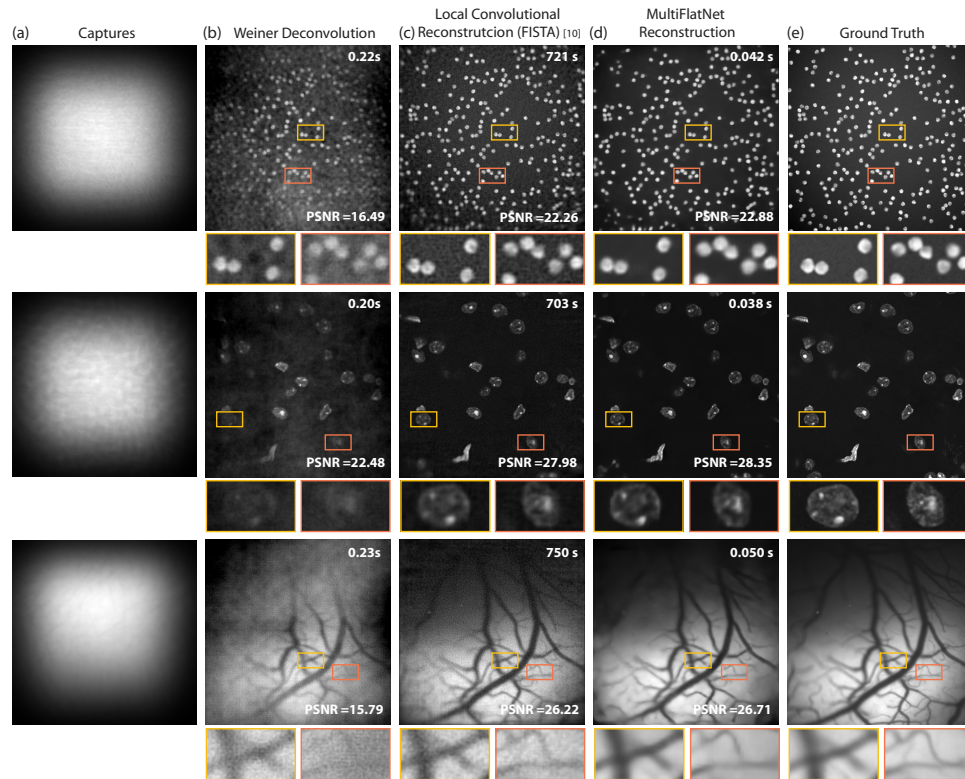 (a) Captures
(b) Weiner Deconvolution
(c) Local Convolutional
Reconstrutcion (FISTA) [10]
(d) MultiFlatNet
Reconstruction
(e) Ground Truth
0.22s
721 s
0.042 s
PSNR =16.49
PSNR =22.26
PSNR =22.88
0.20s
703 s
0.038 s
PSNR =22.48
PSNR =27.98
PSNR =28.35
0.23s
750 s
0.050 s
PSNR =15.79
PSNR =26.22
PSNR =26.71